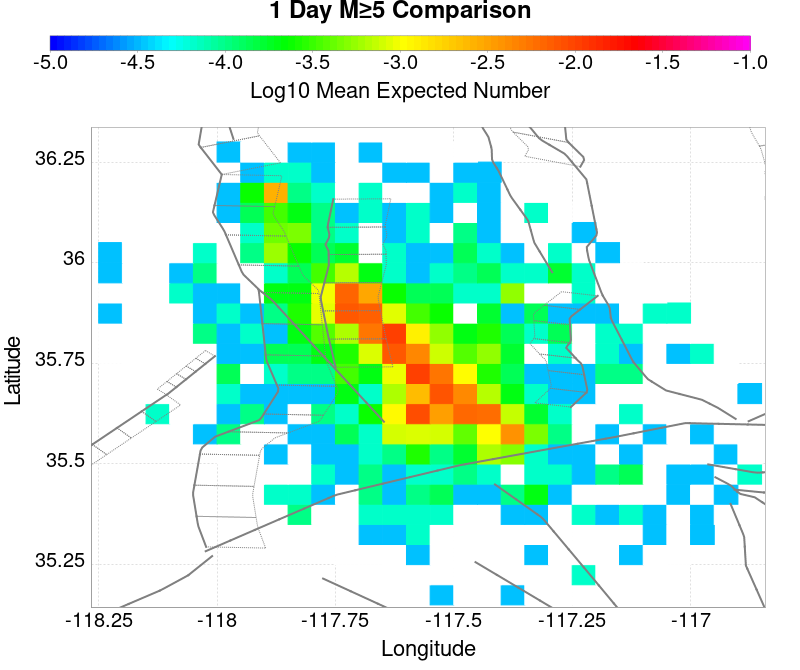 1 Day M≥5 Comparison
-5.0 -4.5 -4.0 -3.5 -3.0 -2.5 -2.0 -1.5 -1.0
Log10 Mean Expected Number
36.25
36
35.75
35.5
35.25
Latitude
-118.25 -118 -117.75 -117.5 -117.25 -117
Longitude